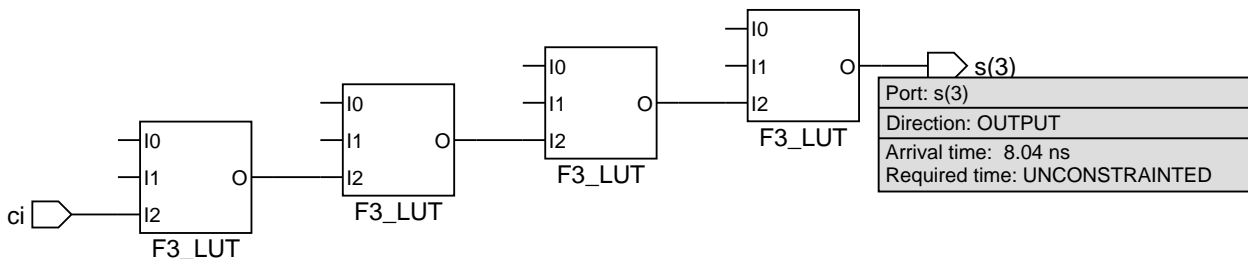 I0
I1
I2
O
F3_LUT
s(3)
Port: s(3)
Direction: OUTPUT
Arrival time:  8.04 ns
Required time: UNCONSTRAINTED
I0
I1
I2
O
F3_LUT
I0
I1
I2
O
F3_LUT
I0
I1
I2
O
F3_LUT
ci